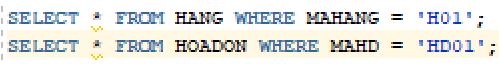 SELECT * FROM HANG WHERE MAHANG = 'H01';
SELECT * FROM HOADON WHERE MAHD = 'HD01';